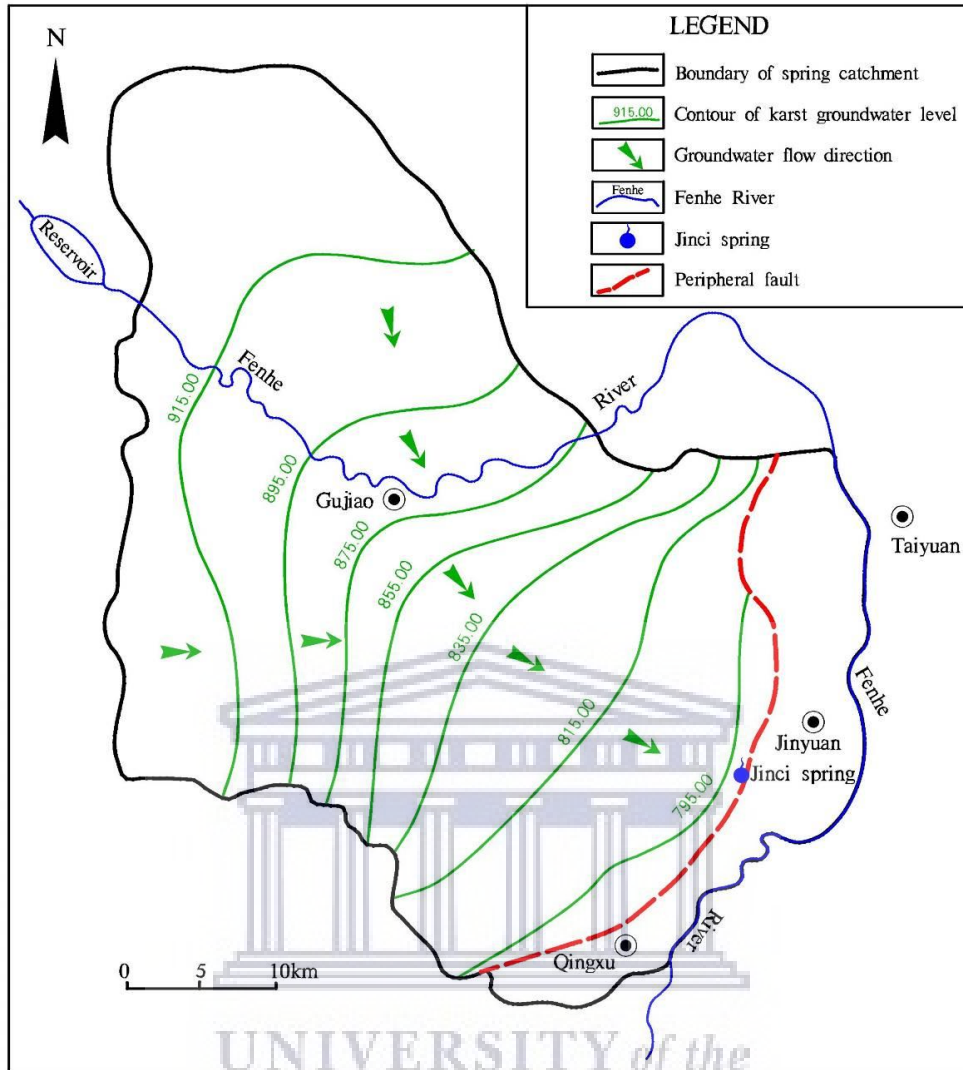 N
LEGEND
Boundary of spring catchment
915.00
Contour of karst groundwater level
Groundwater flow direction
Fenhe
Fenhe River
Jinci spring
Peripheral fault
Reservoir
Fenhe
River
915.00
895.00
Gujiao
875.00
855.00
835.00
815.00
795.00
Taiyuan
Fenhe
Jinyuan
Jinci spring
River
Qingxu
0 5 10km
UNIVERSITY of the